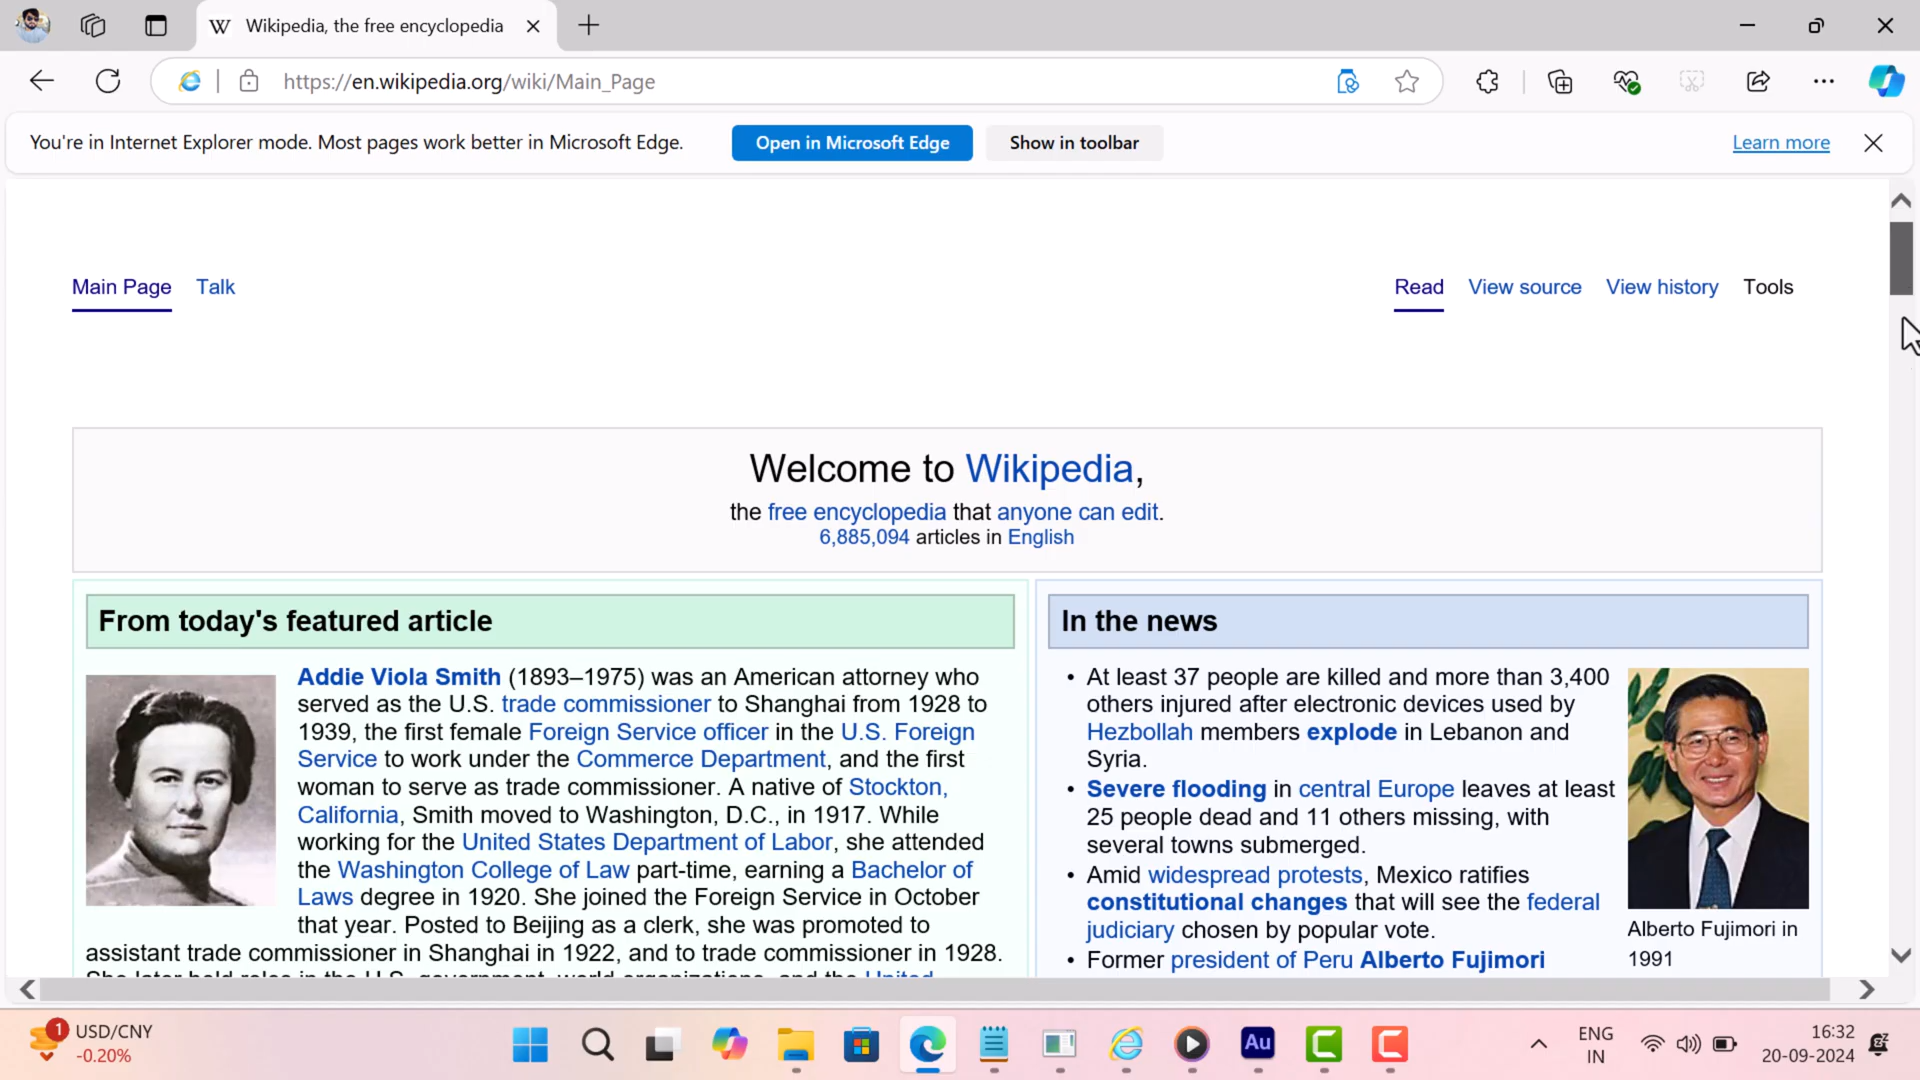 Wikipedia, the free encyclopedia
https://en.wikipedia.org/wiki/Main_Page
You're in Internet Explorer mode. Most pages work better in Microsoft Edge.
Open in Microsoft Edge
Show in toolbar
Learn more
Main Page
Talk
Read
View source
View history
Tools
Welcome to Wikipedia,
the free encyclopedia that anyone can edit.
6,885,094 articles in English
From today's featured article
Addie Viola Smith (1893–1975) was an American attorney who
served as the U.S. trade commissioner to Shanghai from 1928 to
1939, the first female Foreign Service officer in the U.S. Foreign
Service to work under the Commerce Department, and the first
woman to serve as trade commissioner. A native of Stockton,
California, Smith moved to Washington, D.C., in 1917. While
working for the United States Department of Labor, she attended
the Washington College of Law part-time, earning a Bachelor of
Laws degree in 1920. She joined the Foreign Service in October
that year. Posted to Beijing as a clerk, she was promoted to
assistant trade commissioner in Shanghai in 1922, and to trade commissioner in 1928.
She later held roles in the U.S. government, world organizations, and the United
In the news
• At least 37 people are killed and more than 3,400
others injured after electronic devices used by
Hezbollah members explode in Lebanon and
Syria.
• Severe flooding in central Europe leaves at least
25 people dead and 11 others missing, with
several towns submerged.
• Amid widespread protests, Mexico ratifies
constitutional changes that will see the federal
judiciary chosen by popular vote.
• Former president of Peru Alberto Fujimori
Alberto Fujimori in
1991
1
USD/CNY
-0.20%
Au
ENG
IN
16:32
20-09-2024